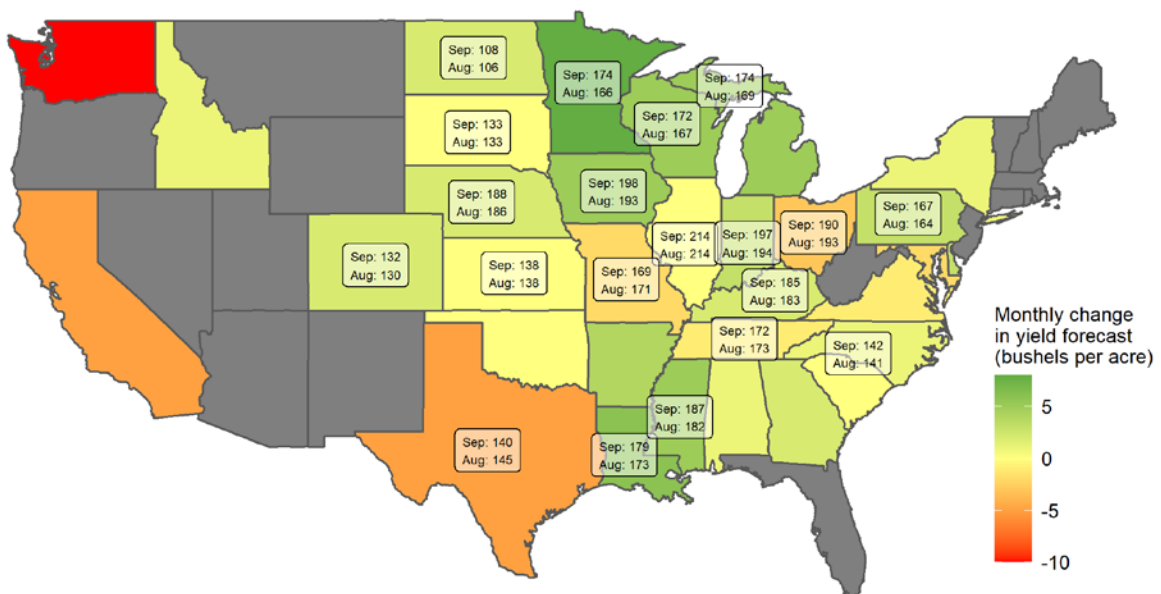 Sep: 108
Aug: 106
Sep: 174
Aug: 166
Sep: 174
Aug: 169
Sep: 172
Aug: 167
Sep: 133
Aug: 133
Sep: 198
Aug: 193
Sep: 188
Aug: 186
Sep: 167
Aug: 164
Sep: 214
Aug: 214
Sep: 197
Aug: 194
Sep: 190
Aug: 193
Sep: 132
Aug: 130
Sep: 138
Aug: 138
Sep: 169
Aug: 171
Sep: 185
Aug: 183
Sep: 172
Aug: 173
Sep: 142
Aug: 141
Sep: 187
Aug: 182
Sep: 140
Aug: 145
Sep: 179
Aug: 173
Monthly change
in yield forecast
(bushels per acre)
5
0
-5
-10